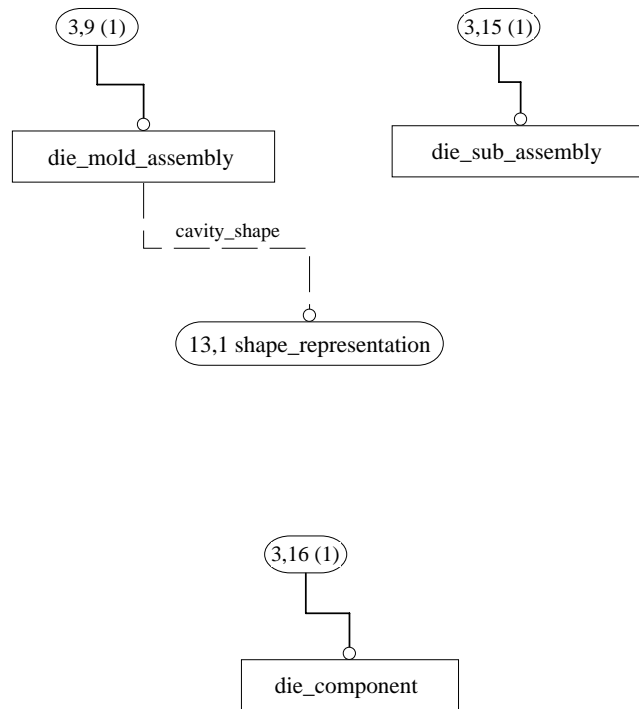 3,9 (1)
3,15 (1)
die_mold_assembly
die_sub_assembly
cavity_shape
13,1 shape_representation
3,16 (1)
die_component